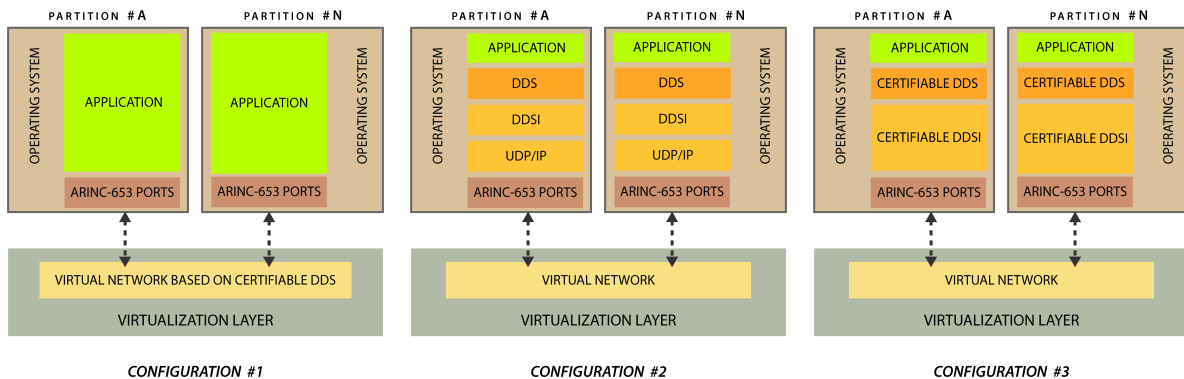 PARTITION #A
PARTITION #N
OPERATING SYSTEM
APPLICATION
ARINC-653 PORTS
APPLICATION
ARINC-653 PORTS
OPERATING SYSTEM
VIRTUAL NETWORK BASED ON CERTIFIABLE DDS
VIRTUALIZATION LAYER
CONFIGURATION #1
PARTITION #A
PARTITION #N
OPERATING SYSTEM
APPLICATION
DDS
DDSI
UDP/IP
ARINC-653 PORTS
APPLICATION
DDS
DDSI
UDP/IP
ARINC-653 PORTS
OPERATING SYSTEM
VIRTUAL NETWORK
VIRTUALIZATION LAYER
CONFIGURATION #2
PARTITION #A
PARTITION #N
OPERATING SYSTEM
APPLICATION
CERTIFIABLE DDS
CERTIFIABLE DDSI
ARINC-653 PORTS
APPLICATION
CERTIFIABLE DDS
CERTIFIABLE DDSI
ARINC-653 PORTS
OPERATING SYSTEM
VIRTUAL NETWORK
VIRTUALIZATION LAYER
CONFIGURATION #3